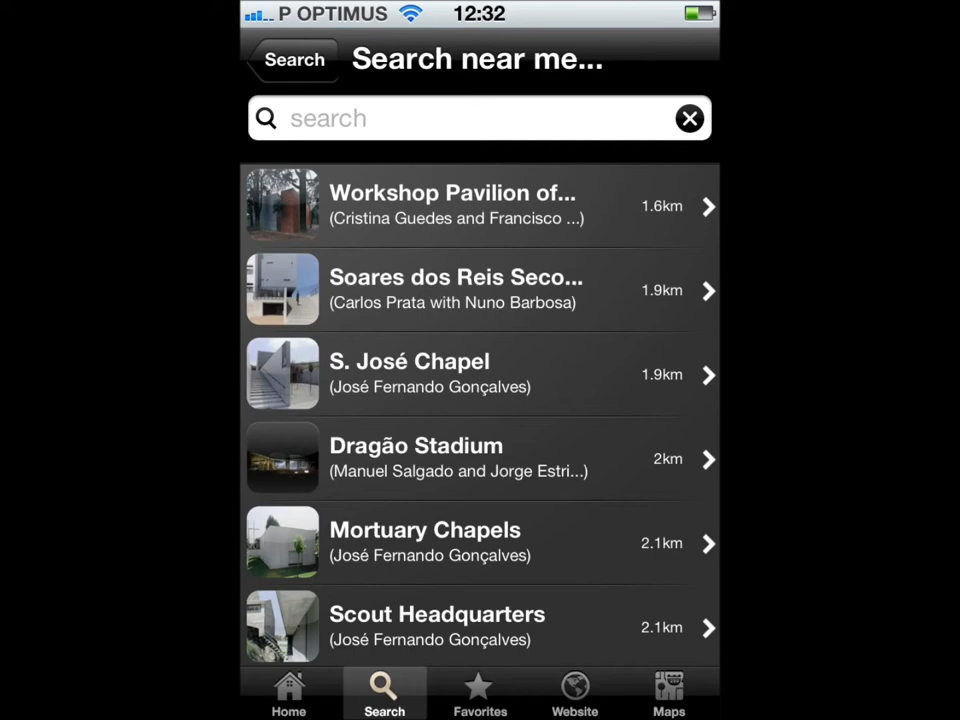 P OPTIMUS 12:32
Search Search near me...
search
Workshop Pavilion of...
(Cristina Guedes and Francisco ...)
1.6km
Soares dos Reis Seco...
(Carlos Prata with Nuno Barbosa)
1.9km
S. José Chapel
(José Fernando Gonçalves)
1.9km
Dragão Stadium
(Manuel Salgado and Jorge Estri...)
2km
Mortuary Chapels
(José Fernando Gonçalves)
2.1km
Scout Headquarters
(José Fernando Gonçalves)
2.1km
Home Search Favorites Website Maps